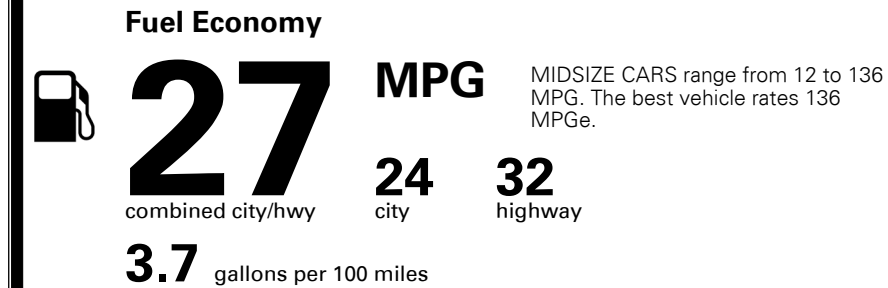 Fuel Economy
27
MPG
MIDSIZE CARS range from 12 to 136
MPG. The best vehicle rates 136
MPGe.
combined city/hwy
24
city
32
highway
3.7 gallons per 100 miles